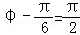 Φ - π/6 = π/2